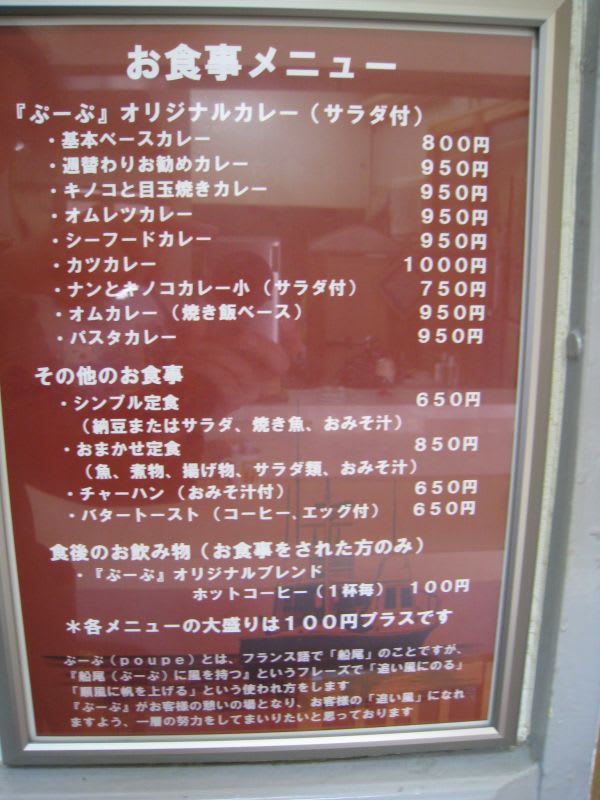 お食事メニュー
『ぷーぷ』オリジナルカレー（サラダ付）
・基本ベースカレー 800円
・週替わりお勧めカレー 950円
・キノコと目玉焼きカレー 950円
・オムレツカレー 950円
・シーフードカレー 950円
・カツカレー 1000円
・ナンとキノコカレー小（サラダ付） 750円
・オムカレー（焼き飯ベース） 950円
・パスタカレー 950円
その他のお食事
・シンプル定食 650円
（納豆またはサラダ、焼き魚、おみそ汁）
・おまかせ定食 850円
（魚、煮物、揚げ物、サラダ類、おみそ汁）
・チャーハン（おみそ汁付） 650円
・バタートースト（コーヒー、エッグ付） 650円
食後のお飲み物（お食事をされた方のみ）
・『ぷーぷ』オリジナルブレンド
ホットコーヒー（1杯毎） 100円
＊各メニューの大盛りは100円プラスです
ぷーぷ（poupe）とは、フランス語で「船尾」のことですが、
『船尾（ぷーぷ）に風を持つ』というフレーズで「追い風にのる」
「順風に帆を上げる」という使われ方をします
『ぷーぷ』がお客様の憩いの場となり、お客様の「追い風」になれ
ますよう、一層の努力をしてまいりたいと思っております